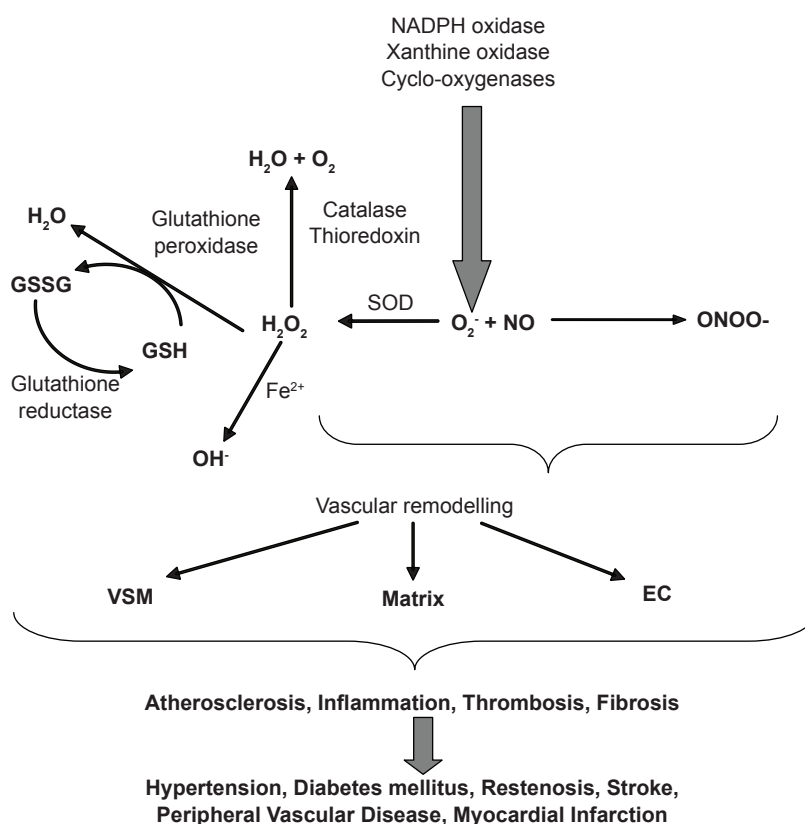 NADPH oxidase
Xanthine oxidase
Cyclo-oxygenases
H₂O + O₂
H₂O
Glutathione
peroxidase
Catalase
Thioredoxin
GSSG
GSH
H₂O₂
SOD
O₂⁻ + NO
ONOO-
Glutathione
reductase
Fe²⁺
OH⁻
Vascular remodelling
VSM
Matrix
EC
Atherosclerosis, Inflammation, Thrombosis, Fibrosis
Hypertension, Diabetes mellitus, Restenosis, Stroke,
Peripheral Vascular Disease, Myocardial Infarction